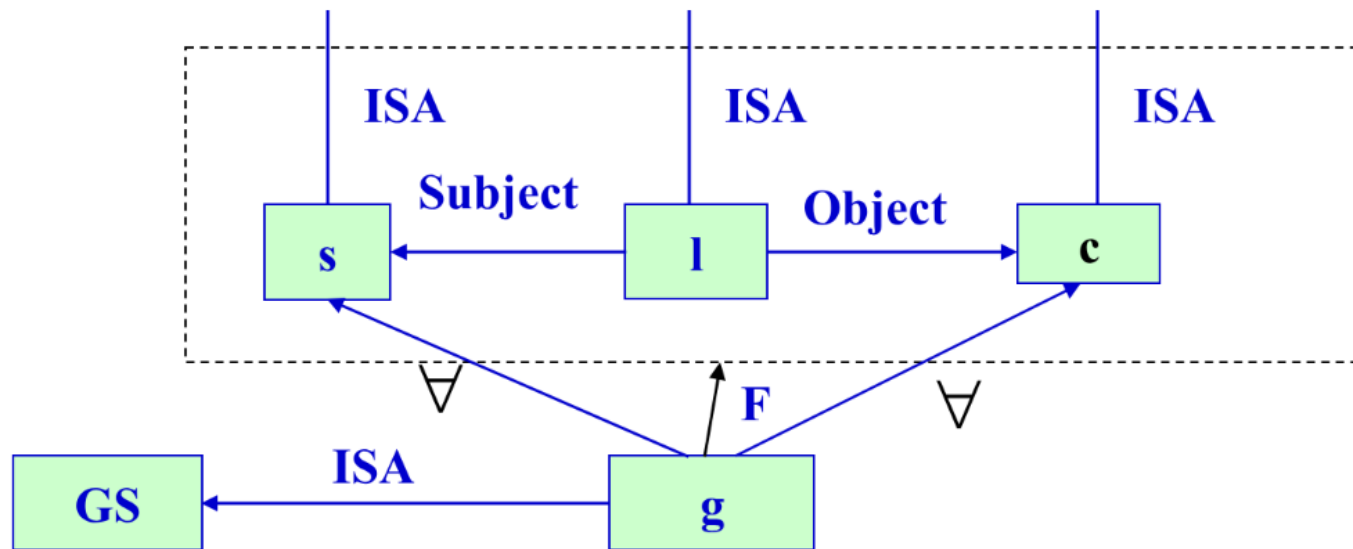 ISA ISA ISA
Subject Object
s l c
∀ F ∀
ISA
GS g